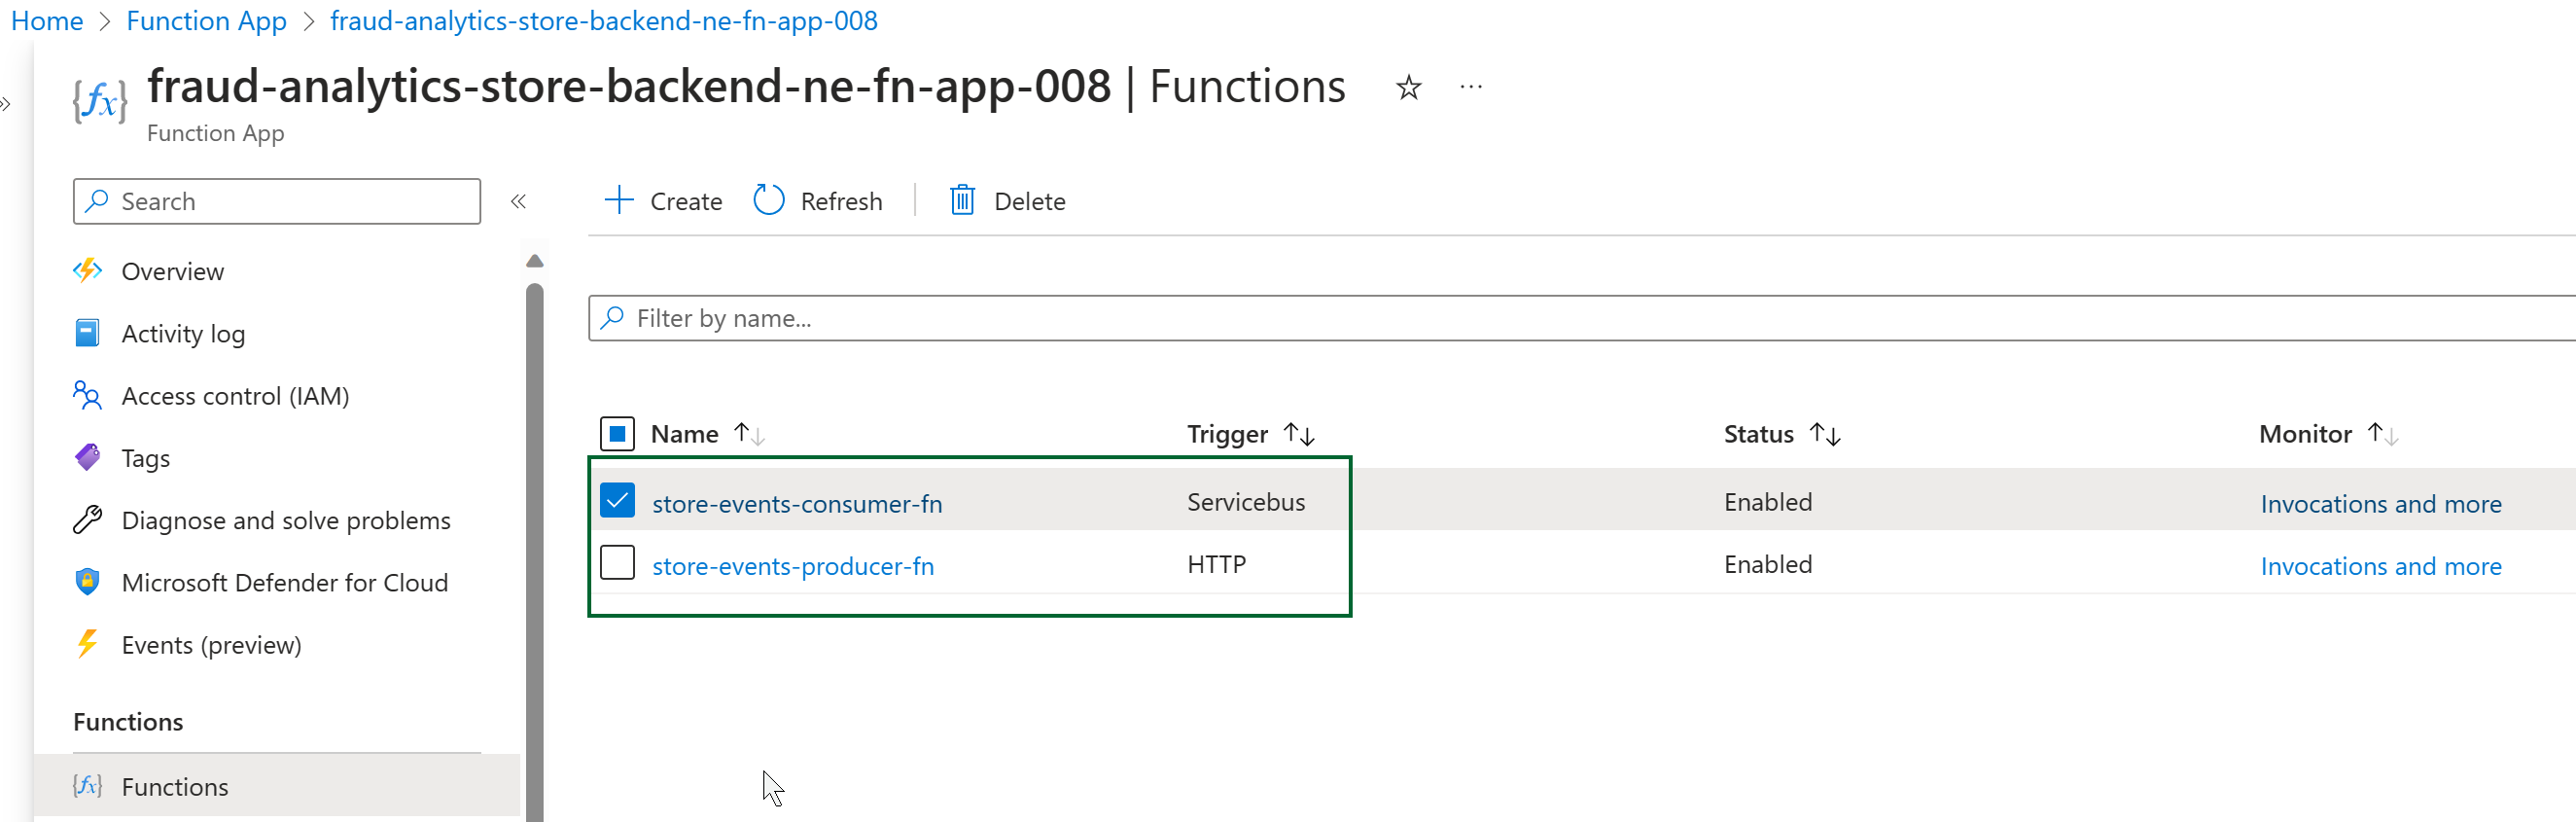 Home > Function App > fraud-analytics-store-backend-ne-fn-app-008
fraud-analytics-store-backend-ne-fn-app-008 | Functions
Function App
Search
Create Refresh Delete
Overview
Activity log
Access control (IAM)
Tags
Diagnose and solve problems
Microsoft Defender for Cloud
Events (preview)
Functions
Functions
Filter by name...
Name Trigger Status Monitor
store-events-consumer-fn Servicebus Enabled Invocations and more
store-events-producer-fn HTTP Enabled Invocations and more